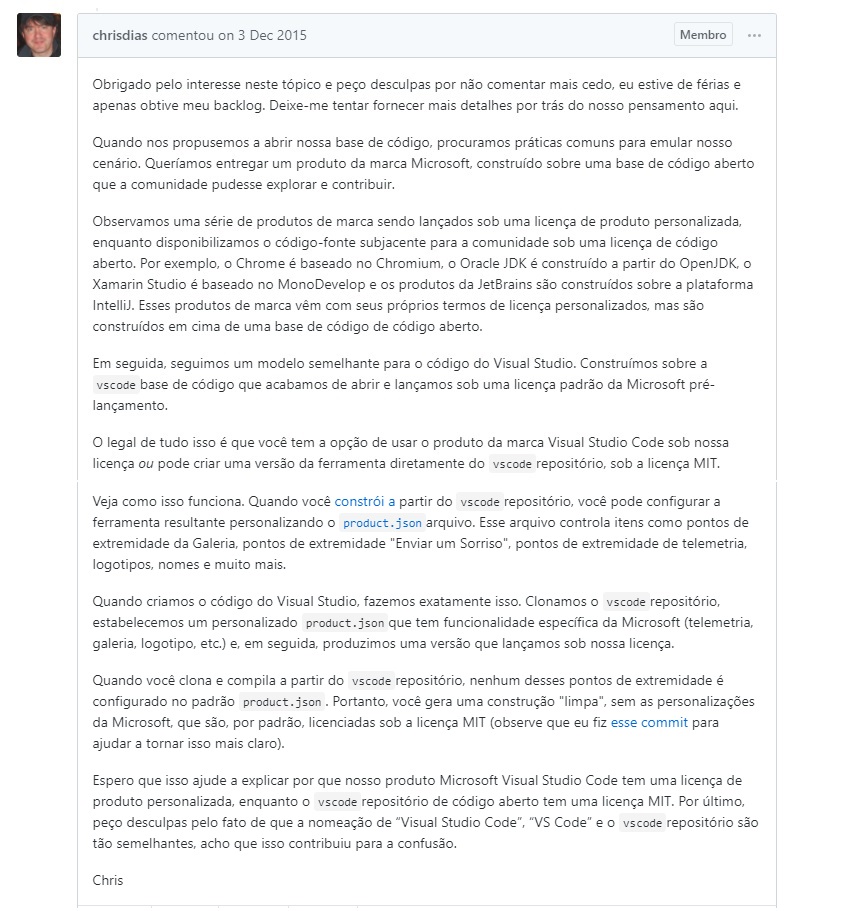 chrisdias comentou on 3 Dec 2015
Membro
Obrigado pelo interesse neste tópico e peço desculpas por não comentar mais cedo, eu estive de férias e
apenas obtive meu backlog. Deixe-me tentar fornecer mais detalhes por trás do nosso pensamento aqui.
Quando nos propusemos a abrir nossa base de código, procuramos práticas comuns para emular nosso
cenário. Queríamos entregar um produto da marca Microsoft, construído sobre uma base de código aberto
que a comunidade pudesse explorar e contribuir.
Observamos uma série de produtos de marca sendo lançados sob uma licença de produto personalizada,
enquanto disponibilizamos o código-fonte subjacente para a comunidade sob uma licença de código
aberto. Por exemplo, o Chrome é baseado no Chromium, o Oracle JDK é construído a partir do OpenJDK, o
Xamarin Studio é baseado no MonoDevelop e os produtos da JetBrains são construídos sobre a plataforma
IntelliJ. Esses produtos de marca vêm com seus próprios termos de licença personalizados, mas são
construídos em cima de uma base de código de código aberto.
Em seguida, seguimos um modelo semelhante para o código do Visual Studio. Construímos sobre a
vscode base de código que acabamos de abrir e lançamos sob uma licença padrão da Microsoft pré-
lançamento.
O legal de tudo isso é que você tem a opção de usar o produto da marca Visual Studio Code sob nossa
licença ou pode criar uma versão da ferramenta diretamente do vscode repositório, sob a licença MIT.
Veja como isso funciona. Quando você constrói a partir do vscode repositório, você pode configurar a
ferramenta resultante personalizando o product.json arquivo. Esse arquivo controla itens como pontos de
extremidade da Galeria, pontos de extremidade "Enviar um Sorriso", pontos de extremidade de telemetria,
logotipos, nomes e muito mais.
Quando criamos o código do Visual Studio, fazemos exatamente isso. Clonamos o vscode repositório,
estabelecemos um personalizado product.json que tem funcionalidade específica da Microsoft (telemetria,
galeria, logotipo, etc.) e, em seguida, produzimos uma versão que lançamos sob nossa licença.
Quando você clona e compila a partir do vscode repositório, nenhum desses pontos de extremidade é
configurado no padrão product.json . Portanto, você gera uma construção "limpa", sem as personalizações
da Microsoft, que são, por padrão, licenciadas sob a licença MIT (observe que eu fiz esse commit para
ajudar a tornar isso mais claro).
Espero que isso ajude a explicar por que nosso produto Microsoft Visual Studio Code tem uma licença de
produto personalizada, enquanto o vscode repositório de código aberto tem uma licença MIT. Por último,
peço desculpas pelo fato de que a nomeação de “Visual Studio Code”, “VS Code” e o vscode repositório são
tão semelhantes, acho que isso contribuiu para a confusão.
Chris